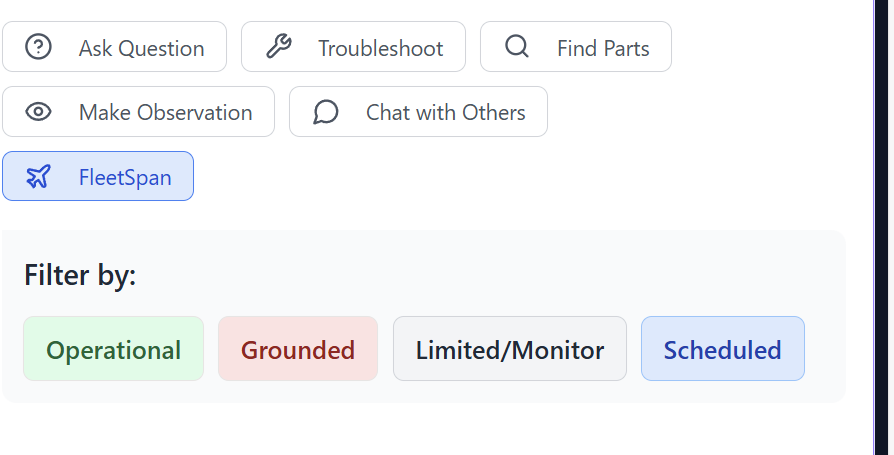 Ask Question Troubleshoot Find Parts
Make Observation Chat with Others
FleetSpan
Filter by:
Operational Grounded Limited/Monitor Scheduled